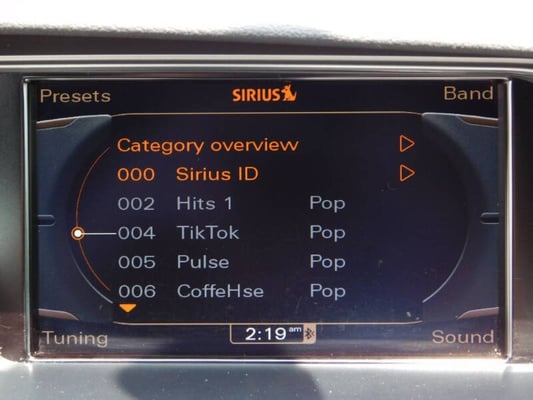 Presets SIRIUS Band
Category overview
000 Sirius ID
002 Hits 1 Pop
004 TikTok Pop
005 Pulse Pop
006 CoffeHse Pop
Tuning 2:19 am Sound